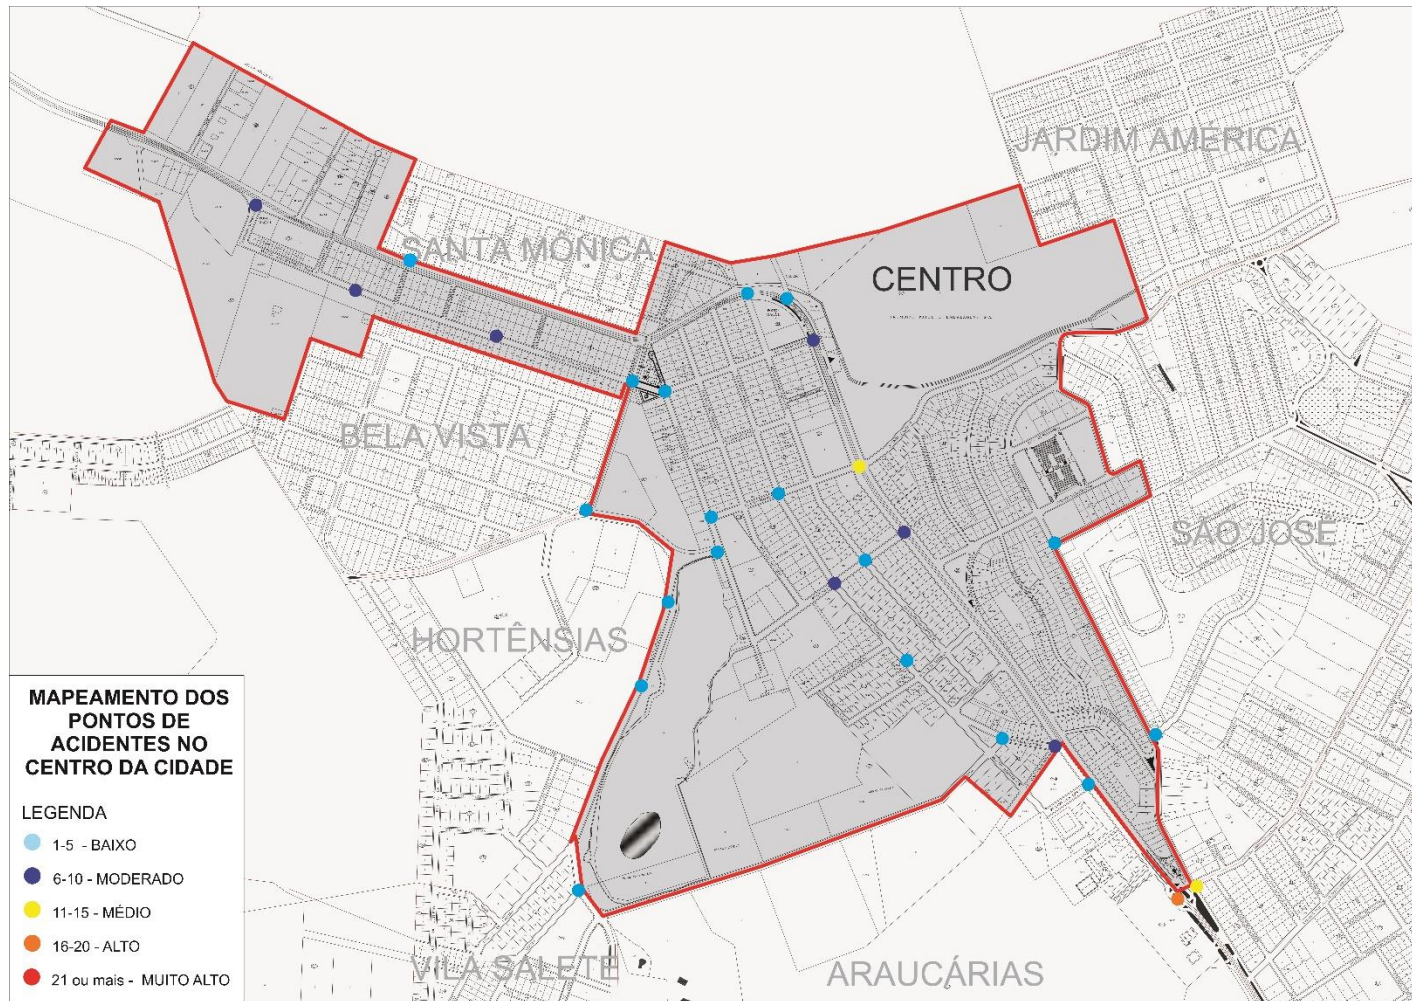 JARDIM AMÉRICA
SANTA MÔNICA
CENTRO
BELA VISTA
SÃO JOSÉ
HORTÊNSIAS
VILA SALETE
ARAUCÁRIAS
MAPEAMENTO DOS
PONTOS DE
ACIDENTES NO
CENTRO DA CIDADE
LEGENDA
1-5 - BAIXO
6-10 - MODERADO
11-15 - MÉDIO
16-20 - ALTO
21 ou mais - MUITO ALTO